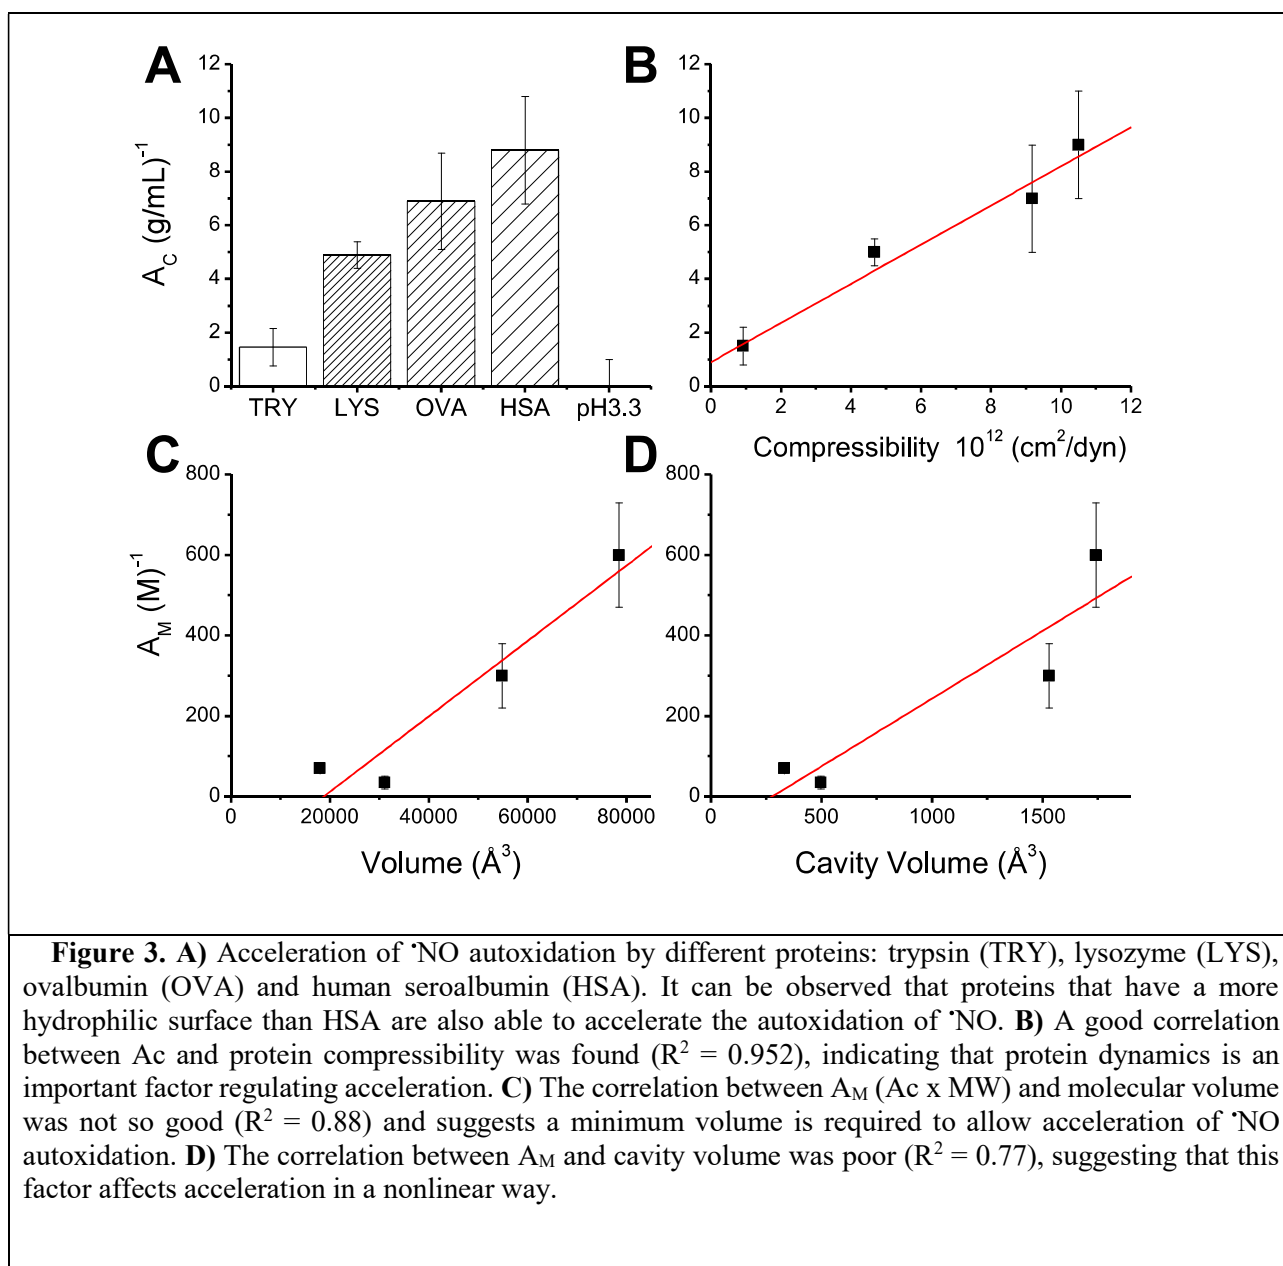 A
B
12
10
8
6
4
2
0
A_C (g/mL)^-1
TRY LYS OVA HSA pH3.3
12
10
8
6
4
2
0
0 2 4 6 8 10 12
Compressibility 10^12 (cm^2/dyn)
C
D
800
600
400
200
0
A_M (M)^-1
0 20000 40000 60000 80000
Volume (Å^3)
800
600
400
200
0
0 500 1000 1500
Cavity Volume (Å^3)
Figure 3. A) Acceleration of •NO autoxidation by different proteins: trypsin (TRY), lysozyme (LYS),
ovalbumin (OVA) and human seroalbumin (HSA). It can be observed that proteins that have a more
hydrophilic surface than HSA are also able to accelerate the autoxidation of •NO. B) A good correlation
between Ac and protein compressibility was found (R^2 = 0.952), indicating that protein dynamics is an
important factor regulating acceleration. C) The correlation between A_M (Ac x MW) and molecular volume
was not so good (R^2 = 0.88) and suggests a minimum volume is required to allow acceleration of •NO
autoxidation. D) The correlation between A_M and cavity volume was poor (R^2 = 0.77), suggesting that this
factor affects acceleration in a nonlinear way.